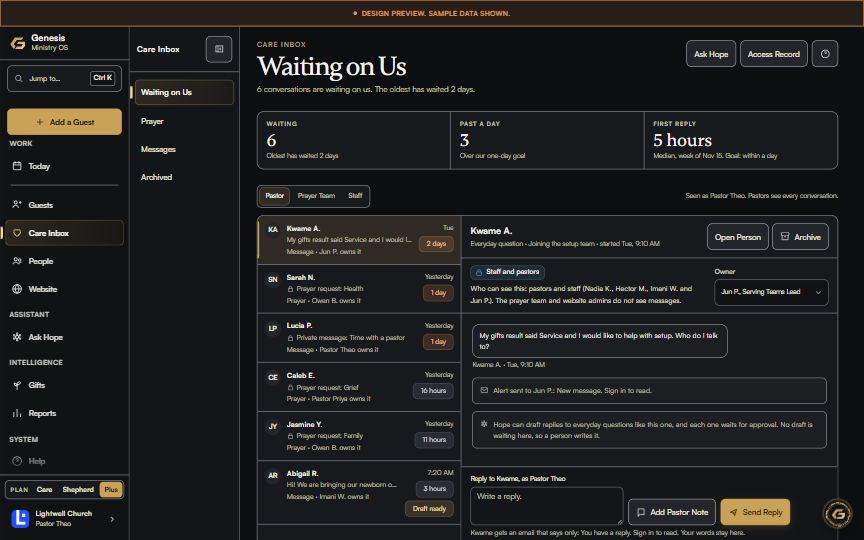 DESIGN PREVIEW. SAMPLE DATA SHOWN.
Genesis
Ministry OS
Jump to...
Ctrl K
Add a Guest
WORK
Today
Guests
Care Inbox
People
Website
ASSISTANT
Ask Hope
INTELLIGENCE
Gifts
Reports
SYSTEM
Help
PLAN Care Shepherd Plus
Lightwell Church
Pastor Theo
Care Inbox
Waiting on Us
Prayer
Messages
Archived
CARE INBOX
Waiting on Us
6 conversations are waiting on us. The oldest has waited 2 days.
Ask Hope
Access Record
WAITING
6
Oldest has waited 2 days
PAST A DAY
3
Over our one-day goal
FIRST REPLY
5 hours
Median, week of Nov 15. Goal: within a day
Pastor Prayer Team Staff
Seen as Pastor Theo. Pastors see every conversation.
KA Kwame A. Tue
My gifts result said Service and I would l...
Message • Jun P. owns it
2 days
SN Sarah N. Yesterday
Prayer request: Health
Prayer • Owen B. owns it
1 day
LP Lucia P. Yesterday
Private message: Time with a pastor
Message • Pastor Theo owns it
1 day
CE Caleb E. Yesterday
Prayer request: Grief
Prayer • Pastor Priya owns it
16 hours
JY Jasmine Y. Yesterday
Prayer request: Family
Prayer • Owen B. owns it
11 hours
AR Abigail R. 7:20 AM
Hi! We are bringing our newborn o...
Message • Imani W. owns it
3 hours
Draft ready
Kwame A.
Everyday question • Joining the setup team • started Tue, 9:10 AM
Open Person
Archive
Staff and pastors
Who can see this: pastors and staff (Nadia K., Hector M., Imani W. and
Jun P.). The prayer team and website admins do not see messages.
Owner
Jun P., Serving Teams Lead
My gifts result said Service and I would like to help with setup. Who do I talk
to?
Kwame A. • Tue, 9:10 AM
Alert sent to Jun P.: New message. Sign in to read.
Hope can draft replies to everyday questions like this one, and each one waits for approval. No draft is
waiting here, so a person writes it.
Reply to Kwame, as Pastor Theo
Write a reply.
Add Pastor Note
Send Reply
Kwame gets an email that says only: You have a reply. Sign in to read. Your words stay here.